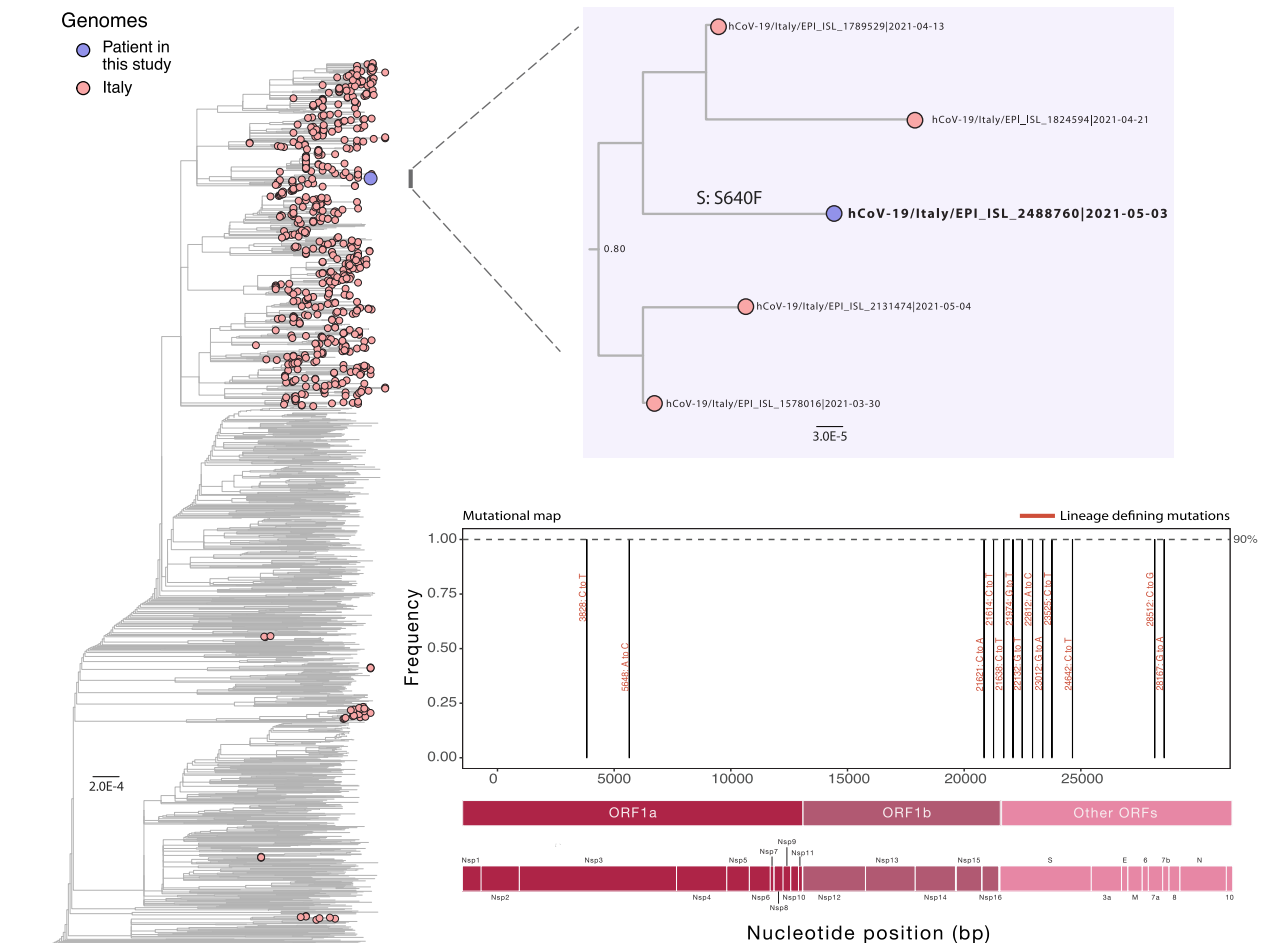 Genomes
Patient in
this study
Italy
hCoV-19/Italy/EPI_ISL_1789529|2021-04-13
hCoV-19/Italy/EPI_ISL_1824594|2021-04-21
S: S640F
hCoV-19/Italy/EPI_ISL_2488760|2021-05-03
0.80
hCoV-19/Italy/EPI_ISL_2131474|2021-05-04
hCoV-19/Italy/EPI_ISL_1578016|2021-03-30
3.0E-5
2.0E-4
Mutational map
Lineage defining mutations
90%
Frequency
1.00
0.75
0.50
0.25
0.00
3828: C to T
5648: A to C
21621: C to A
21614: C to T
21638: C to T
21974: G to T
22132: G to T
22812: A to C
23012: G to A
23525: C to T
24642: C to T
28512: C to G
28167: G to A
0 5000 10000 15000 20000 25000
ORF1a ORF1b Other ORFs
Nsp9
Nsp7 Nsp11
Nsp1 Nsp3 Nsp5 Nsp13 Nsp15 S E 6 7b N
Nsp2 Nsp4 Nsp6 Nsp10 Nsp12 Nsp14 Nsp16 3a M 7a 8 10
Nsp8
Nucleotide position (bp)